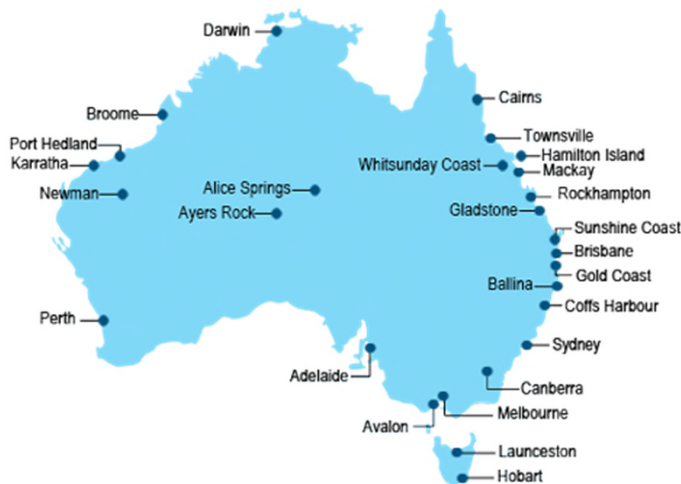 Darwin
Cairns
Broome
Townsville
Port Hedland
Hamilton Island
Karratha
Whitsunday Coast
Mackay
Newman
Alice Springs
Rockhampton
Ayers Rock
Gladstone
Sunshine Coast
Brisbane
Gold Coast
Ballina
Coffs Harbour
Perth
Sydney
Adelaide
Canberra
Melbourne
Avalon
Launceston
Hobart